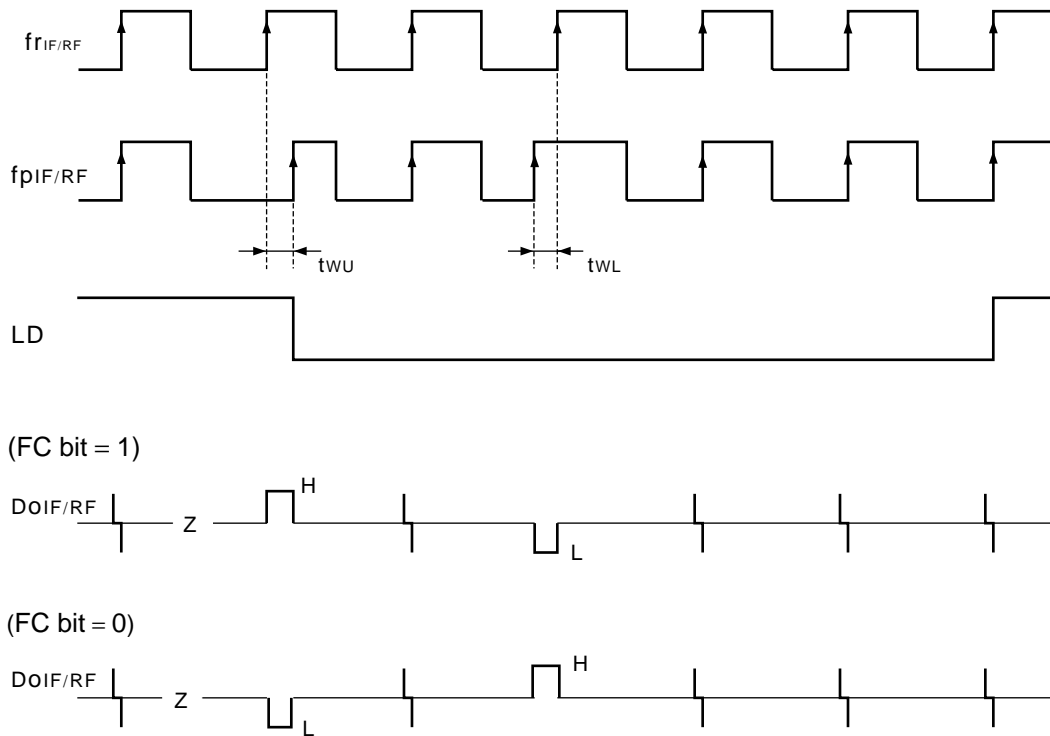 frIF/RF
fpIF/RF
tWU
tWL
LD
(FC bit = 1)
DoIF/RF
Z
H
L
(FC bit = 0)
DoIF/RF
Z
L
H